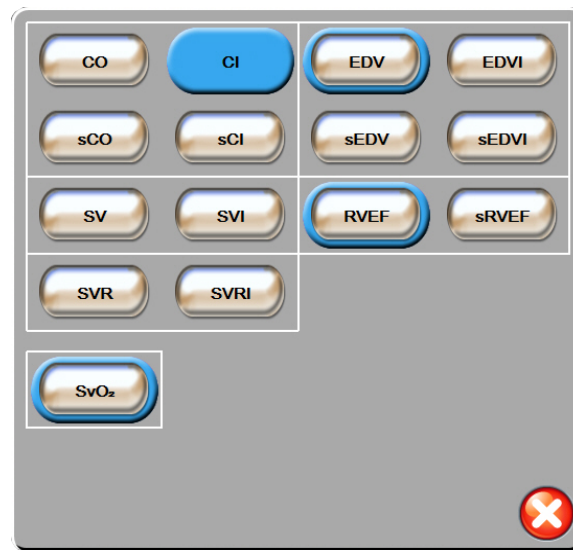 CO CI EDV EDVI
sCO sCI sEDV sEDVI
SV SVI RVEF sRVEF
SVR SVRI
SvO₂